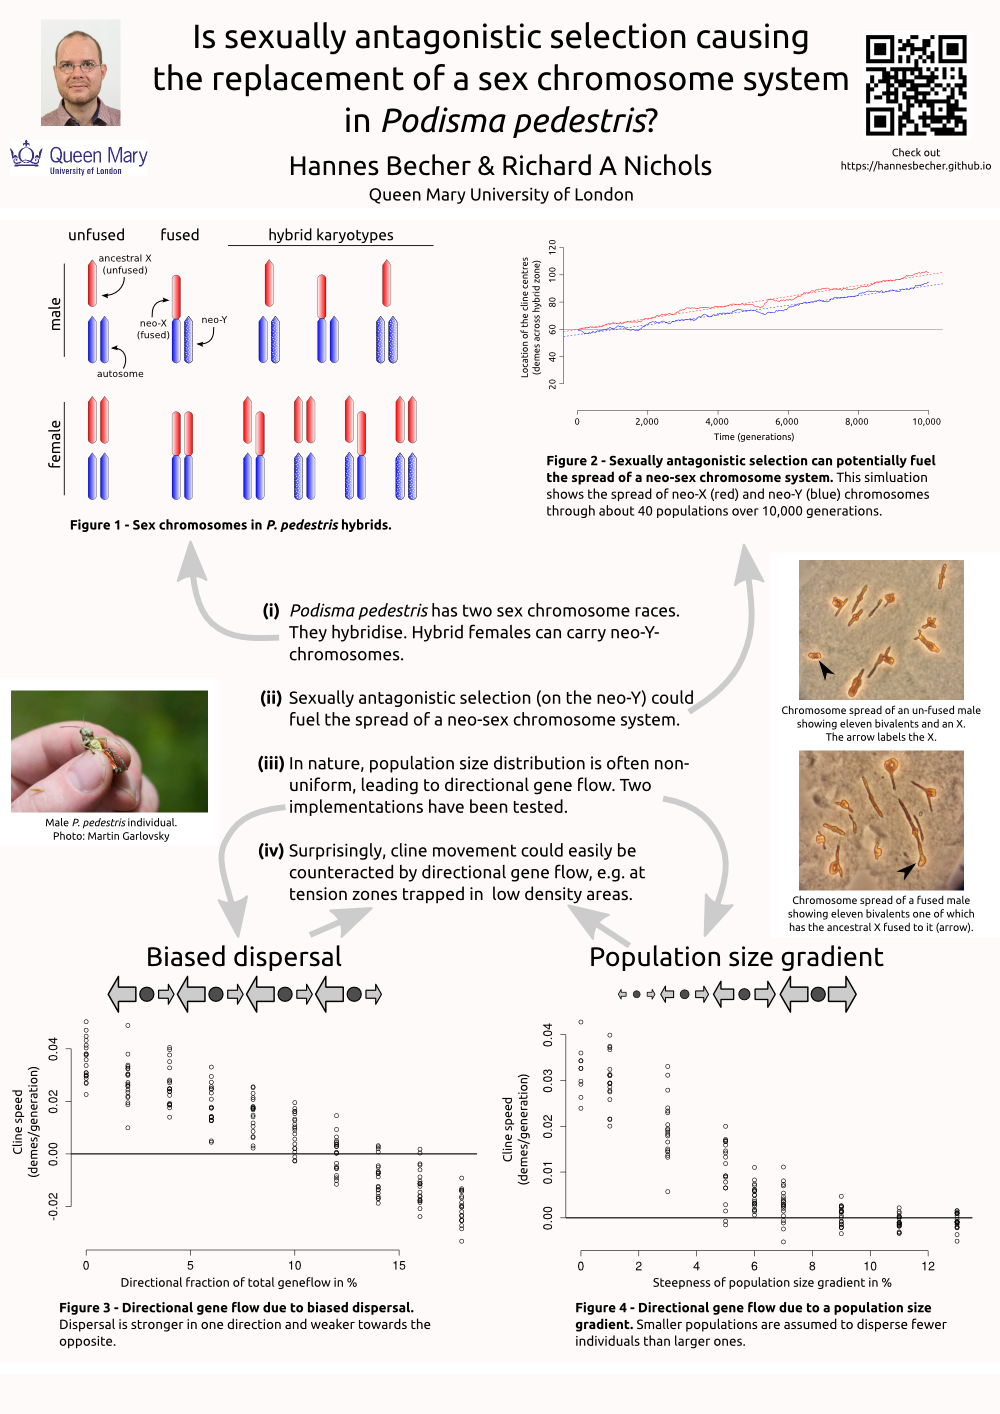 Is sexually antagonistic selection causing
the replacement of a sex chromosome system
in Podisma pedestris?
Hannes Becher & Richard A Nichols
Queen Mary University of London
Queen Mary
University of London
Check out
https://hannesbecher.github.io
unfused
fused
hybrid karyotypes
male
ancestral X
(unfused)
neo-X
(fused)
neo-Y
autosome
female
Figure 1 - Sex chromosomes in P. pedestris hybrids.
Location of the cline centres
(demes across hybrid zone)
20
40
60
80
100
120
0
2,000
4,000
6,000
8,000
10,000
Time (generations)
Figure 2 - Sexually antagonistic selection can potentially fuel
the spread of a neo-sex chromosome system. This simluation
shows the spread of neo-X (red) and neo-Y (blue) chromosomes
through about 40 populations over 10,000 generations.
(i) Podisma pedestris has two sex chromosome races.
They hybridise. Hybrid females can carry neo-Y-
chromosomes.
(ii) Sexually antagonistic selection (on the neo-Y) could
fuel the spread of a neo-sex chromosome system.
(iii) In nature, population size distribution is often non-
uniform, leading to directional gene flow. Two
implementations have been tested.
(iv) Surprisingly, cline movement could easily be
counteracted by directional gene flow, e.g. at
tension zones trapped in low density areas.
Male P. pedestris individual.
Photo: Martin Garlovsky
Chromosome spread of an un-fused male
showing eleven bivalents and an X.
The arrow labels the X.
Chromosome spread of a fused male
showing eleven bivalents one of which
has the ancestral X fused to it (arrow).
Biased dispersal
Cline speed
(demes/generation)
-0.02
0.00
0.02
0.04
0
5
10
15
Directional fraction of total geneflow in %
Figure 3 - Directional gene flow due to biased dispersal.
Dispersal is stronger in one direction and weaker towards the
opposite.
Population size gradient
Cline speed
(demes/generation)
0.00
0.01
0.02
0.03
0.04
0
2
4
6
8
10
12
Steepness of population size gradient in %
Figure 4 - Directional gene flow due to a population size
gradient. Smaller populations are assumed to disperse fewer
individuals than larger ones.